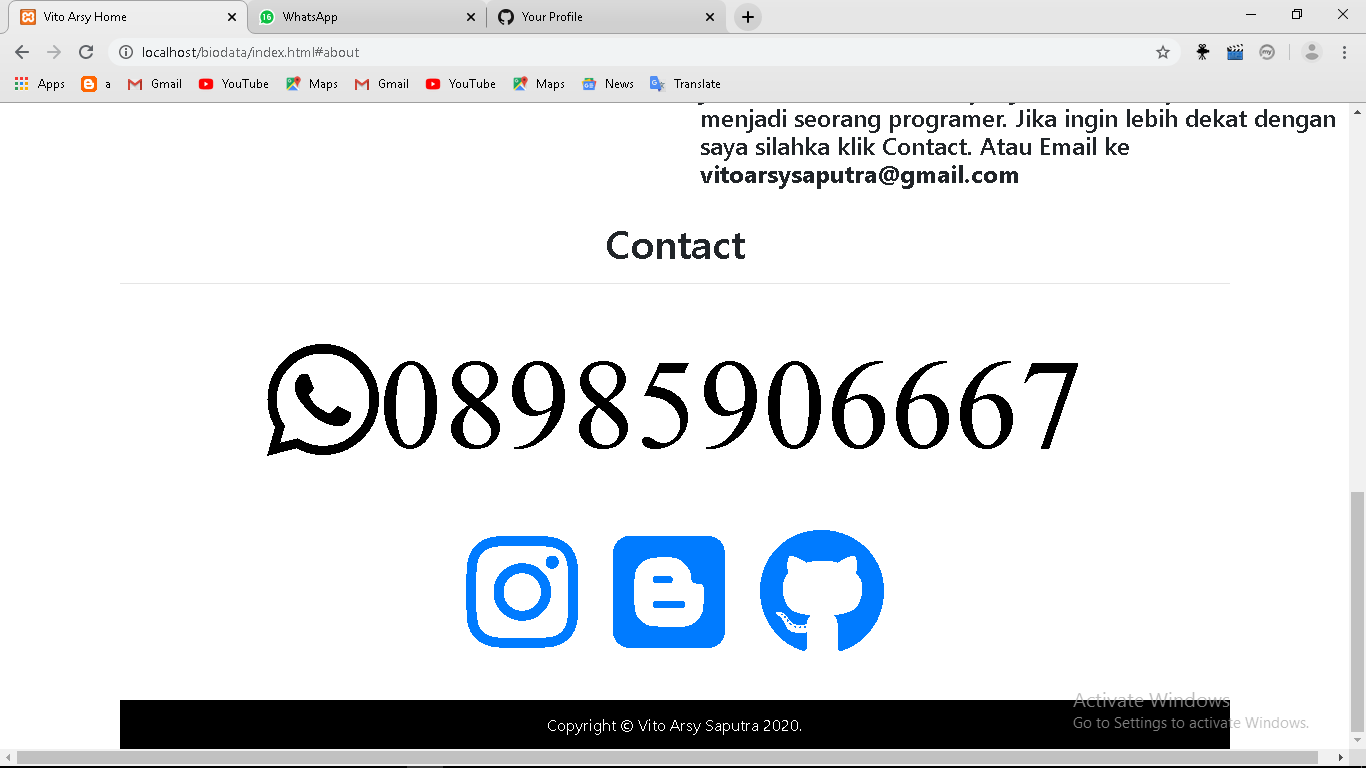 Vito Arsy Home
16
WhatsApp
Your Profile
localhost/biodata/index.html#about
my
Apps
a
Gmail
YouTube
Maps
Gmail
YouTube
Maps
News
Translate
menjadi seorang programer. Jika ingin lebih dekat dengan
saya silahka klik Contact. Atau Email ke
vitoarsysaputra@gmail.com
Contact
08985906667
Activate Windows
Go to Settings to activate Windows.
Copyright © Vito Arsy Saputra 2020.